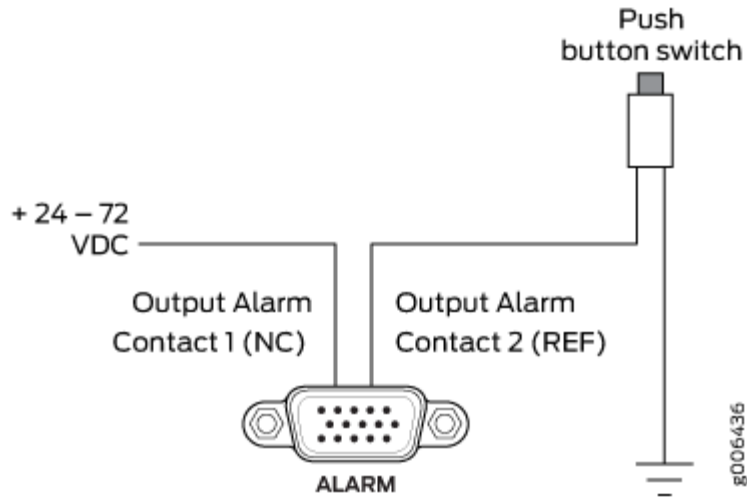 Push
button switch
+ 24 – 72
VDC
Output Alarm
Contact 1 (NC)
Output Alarm
Contact 2 (REF)
ALARM
g006436